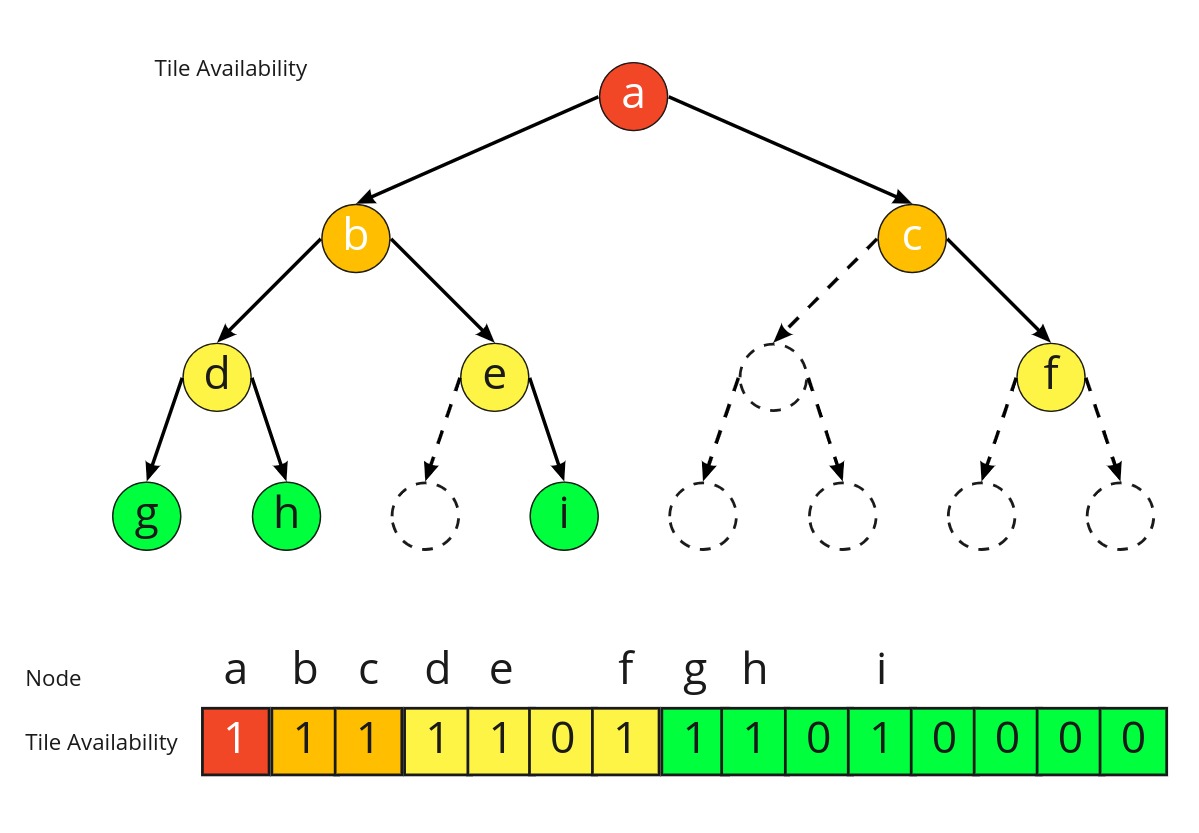 Tile Availability
a
b c
d e f
g h i
Node a b c d e f g h i
Tile Availability 1 1 1 1 1 0 1 1 1 0 1 0 0 0 0